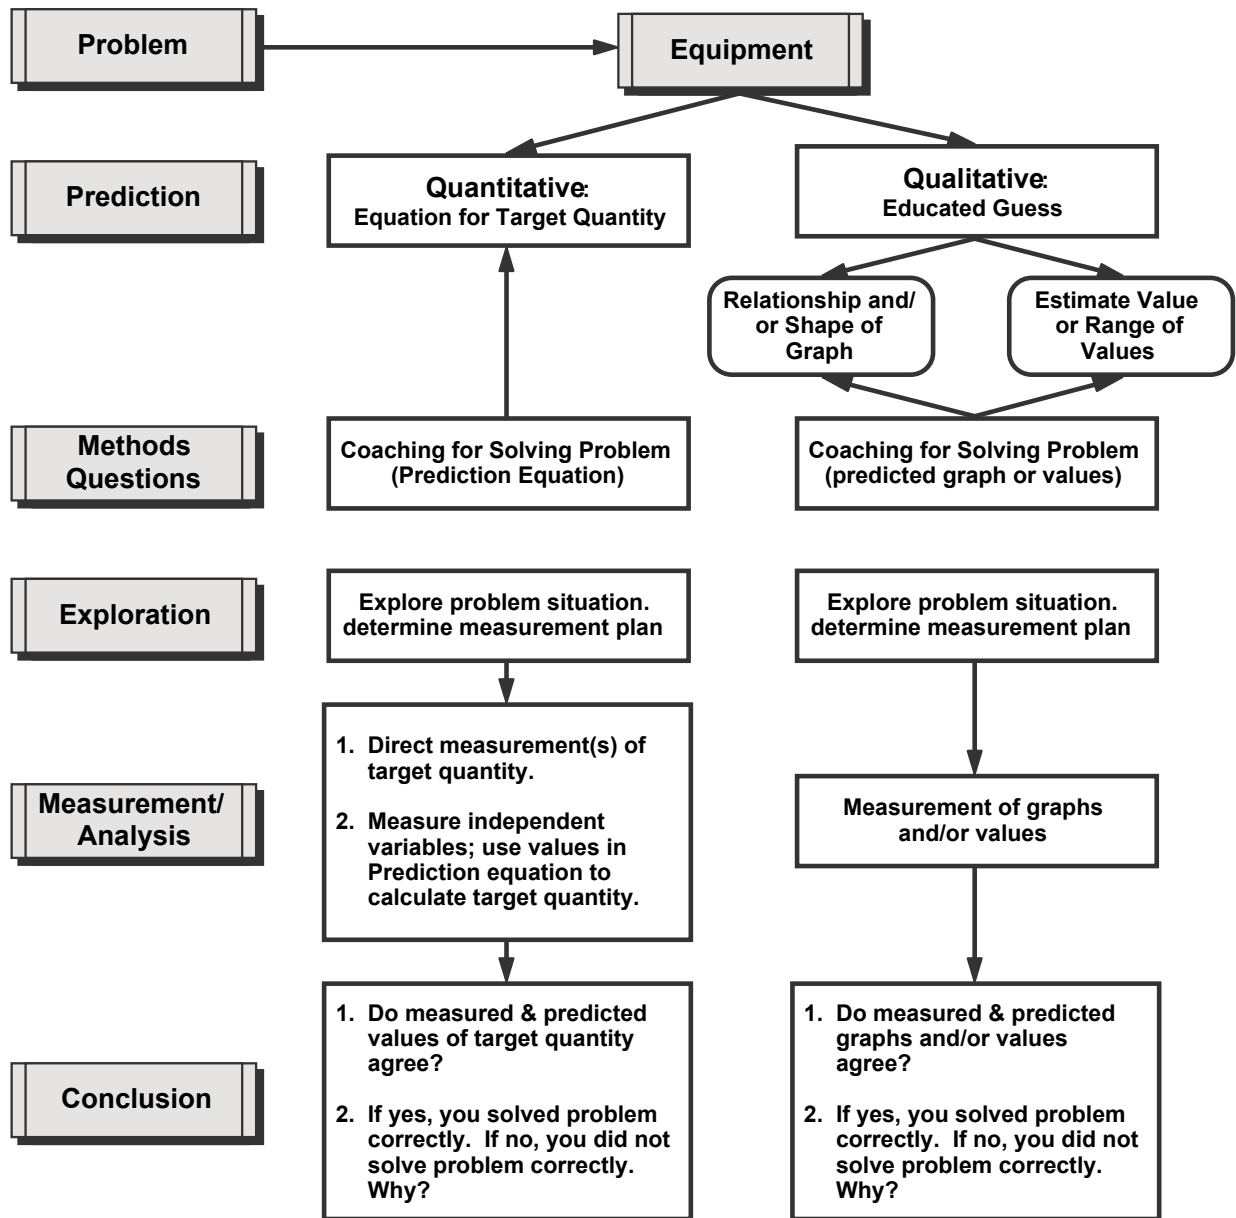 Problem
Equipment
Prediction
Quantitative:
Equation for Target Quantity
Qualitative:
Educated Guess
Relationship and/
or Shape of
Graph
Estimate Value
or Range of
Values
Methods
Questions
Coaching for Solving Problem
(Prediction Equation)
Coaching for Solving Problem
(predicted graph or values)
Exploration
Explore problem situation.
determine measurement plan
Explore problem situation.
determine measurement plan
Measurement/
Analysis
1. Direct measurement(s) of
target quantity.
2. Measure independent
variables; use values in
Prediction equation to
calculate target quantity.
Measurement of graphs
and/or values
Conclusion
1. Do measured & predicted
values of target quantity
agree?
2. If yes, you solved problem
correctly. If no, you did not
solve problem correctly.
Why?
1. Do measured & predicted
graphs and/or values
agree?
2. If yes, you solved problem
correctly. If no, you did not
solve problem correctly.
Why?